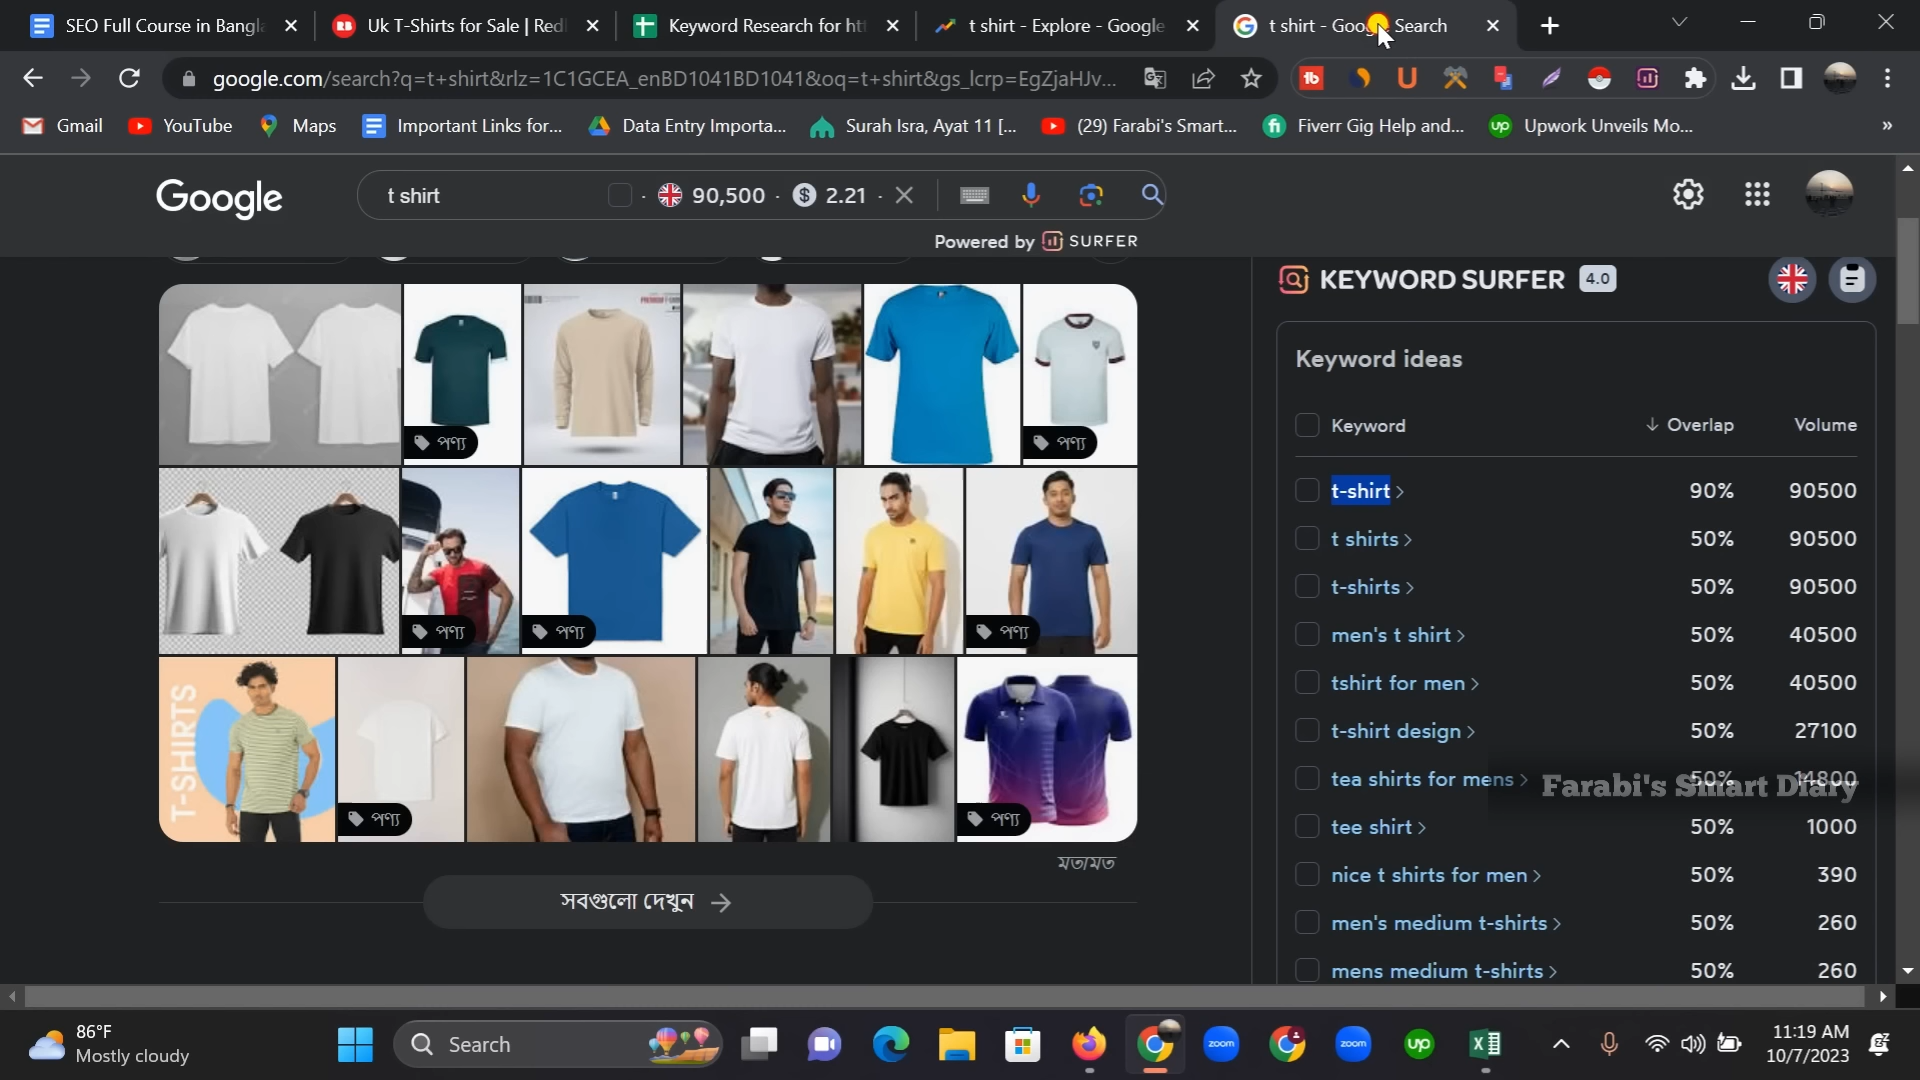 SEO Full Course in Bangla
Uk T-Shirts for Sale | Red
Keyword Research for ht
t shirt - Explore - Google
t shirt - Google Search
google.com/search?q=t+shirt&rlz=1C1GCEA_enBD1041BD1041&oq=t+shirt&gs_lcrp=EgZjaHJv...
Gmail
YouTube
Maps
Important Links for...
Data Entry Importa...
Surah Isra, Ayat 11 [...
(29) Farabi's Smart...
Fiverr Gig Help and...
Upwork Unveils Mo...
»
Google
t shirt
90,500 · $ 2.21 ·
Powered by SURFER
KEYWORD SURFER 4.0
Keyword ideas
Keyword Overlap Volume
t-shirt > 90% 90500
t shirts > 50% 90500
t-shirts > 50% 90500
men's t shirt > 50% 40500
tshirt for men > 50% 40500
t-shirt design > 50% 27100
tea shirts for mens > 50% 14800
Farabi's Smart Diary
tee shirt > 50% 1000
nice t shirts for men > 50% 390
men's medium t-shirts > 50% 260
mens medium t-shirts > 50% 260
পণ্য
পণ্য
পণ্য
পণ্য
পণ্য
T-SHIRTS
পণ্য
পণ্য
মতামত
সবগুলো দেখুন
86°F
Mostly cloudy
Search
zoom
zoom
up
11:19 AM
10/7/2023